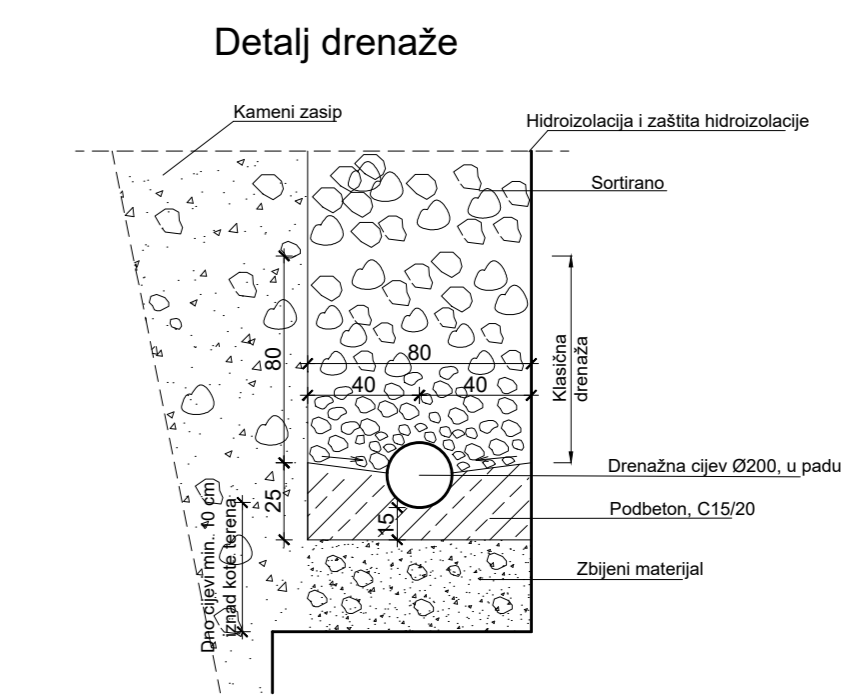 Detalj drenaže
Kameni zasip
Hidroizolacija i zaštita hidroizolacije
Sortirano
Klasična
drenaža
80
80
40
40
Drenažna cijev Ø200, u padu
25
Podbeton, C15/20
15
Dno cijevi min. 10 cm
iznad kote terena
Zbijeni materijal